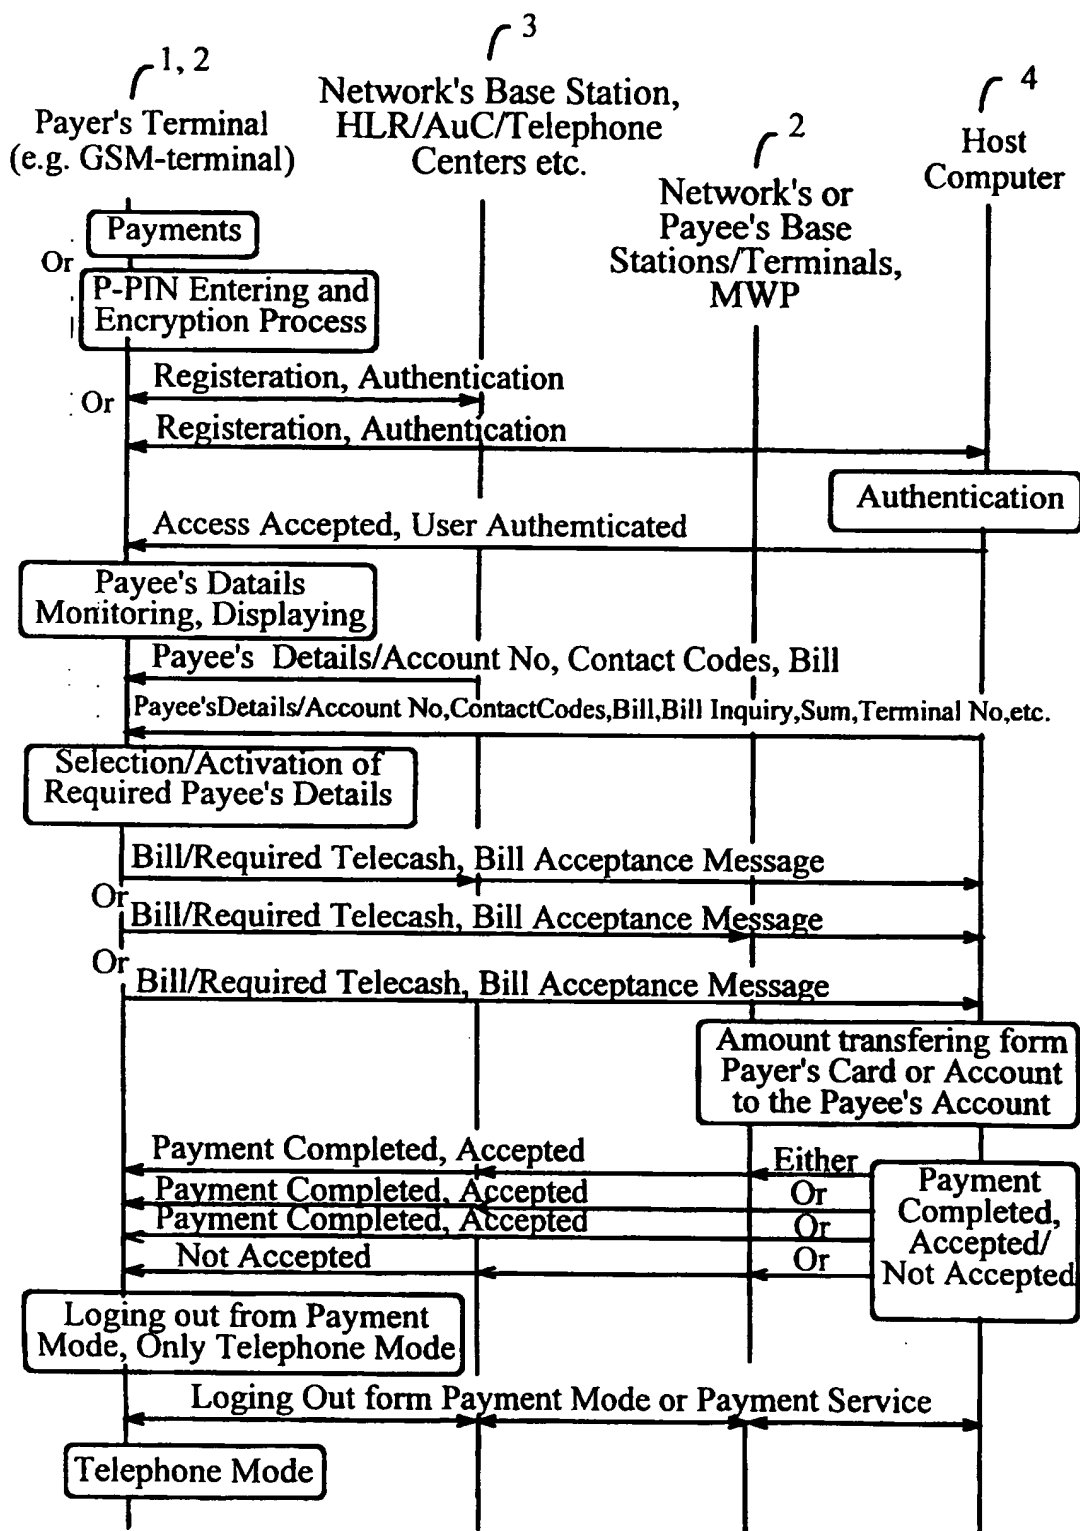 1, 2
3
2
4
Payer's Terminal
(e.g. GSM-terminal)
Network's Base Station,
HLR/AuC/Telephone
Centers etc.
Network's or
Payee's Base
Stations/Terminals,
MWP
Host
Computer
Payments
Or
P-PIN Entering and
Encryption Process
Registeration, Authentication
Or
Registeration, Authentication
Authentication
Access Accepted, User Authemticated
Payee's Datails
Monitoring, Displaying
Payee's Details/Account No, Contact Codes, Bill
Payee'sDetails/Account No,ContactCodes,Bill,Bill Inquiry,Sum,Terminal No,etc.
Selection/Activation of
Required Payee's Details
Bill/Required Telecash, Bill Acceptance Message
Or
Bill/Required Telecash, Bill Acceptance Message
Or
Bill/Required Telecash, Bill Acceptance Message
Amount transfering form
Payer's Card or Account
to the Payee's Account
Payment Completed, Accepted
Either
Payment Completed, Accepted
Or
Payment Completed, Accepted
Or
Not Accepted
Or
Payment
Completed,
Accepted/
Not Accepted
Loging out from Payment
Mode, Only Telephone Mode
Loging Out form Payment Mode or Payment Service
Telephone Mode